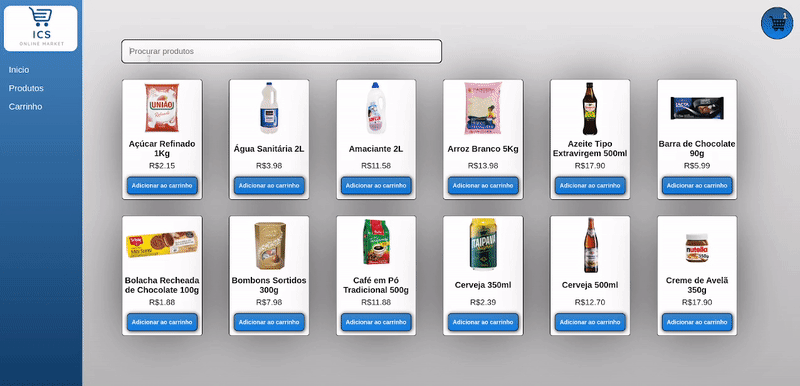 ICS
ONLINE MARKET
1
Inicio
Produtos
Carrinho
Procurar produtos
UNIÃO
Açúcar Refinado
1Kg
R$2.15
Adicionar ao carrinho
Água Sanitária 2L
R$3.98
Adicionar ao carrinho
Amaciante 2L
R$11.58
Adicionar ao carrinho
Arroz Branco 5Kg
R$13.98
Adicionar ao carrinho
Azeite Tipo
Extravirgem 500ml
R$17.90
Adicionar ao carrinho
LACTA
Barra de Chocolate
90g
R$5.99
Adicionar ao carrinho
Bolacha Recheada
de Chocolate 100g
R$1.88
Adicionar ao carrinho
Bombons Sortidos
300g
R$7.98
Adicionar ao carrinho
Café em Pó
Tradicional 500g
R$11.88
Adicionar ao carrinho
ITAIPAVA
Cerveja 350ml
R$2.39
Adicionar ao carrinho
Cerveja 500ml
R$12.70
Adicionar ao carrinho
nutella
Creme de Avelã
350g
R$17.90
Adicionar ao carrinho